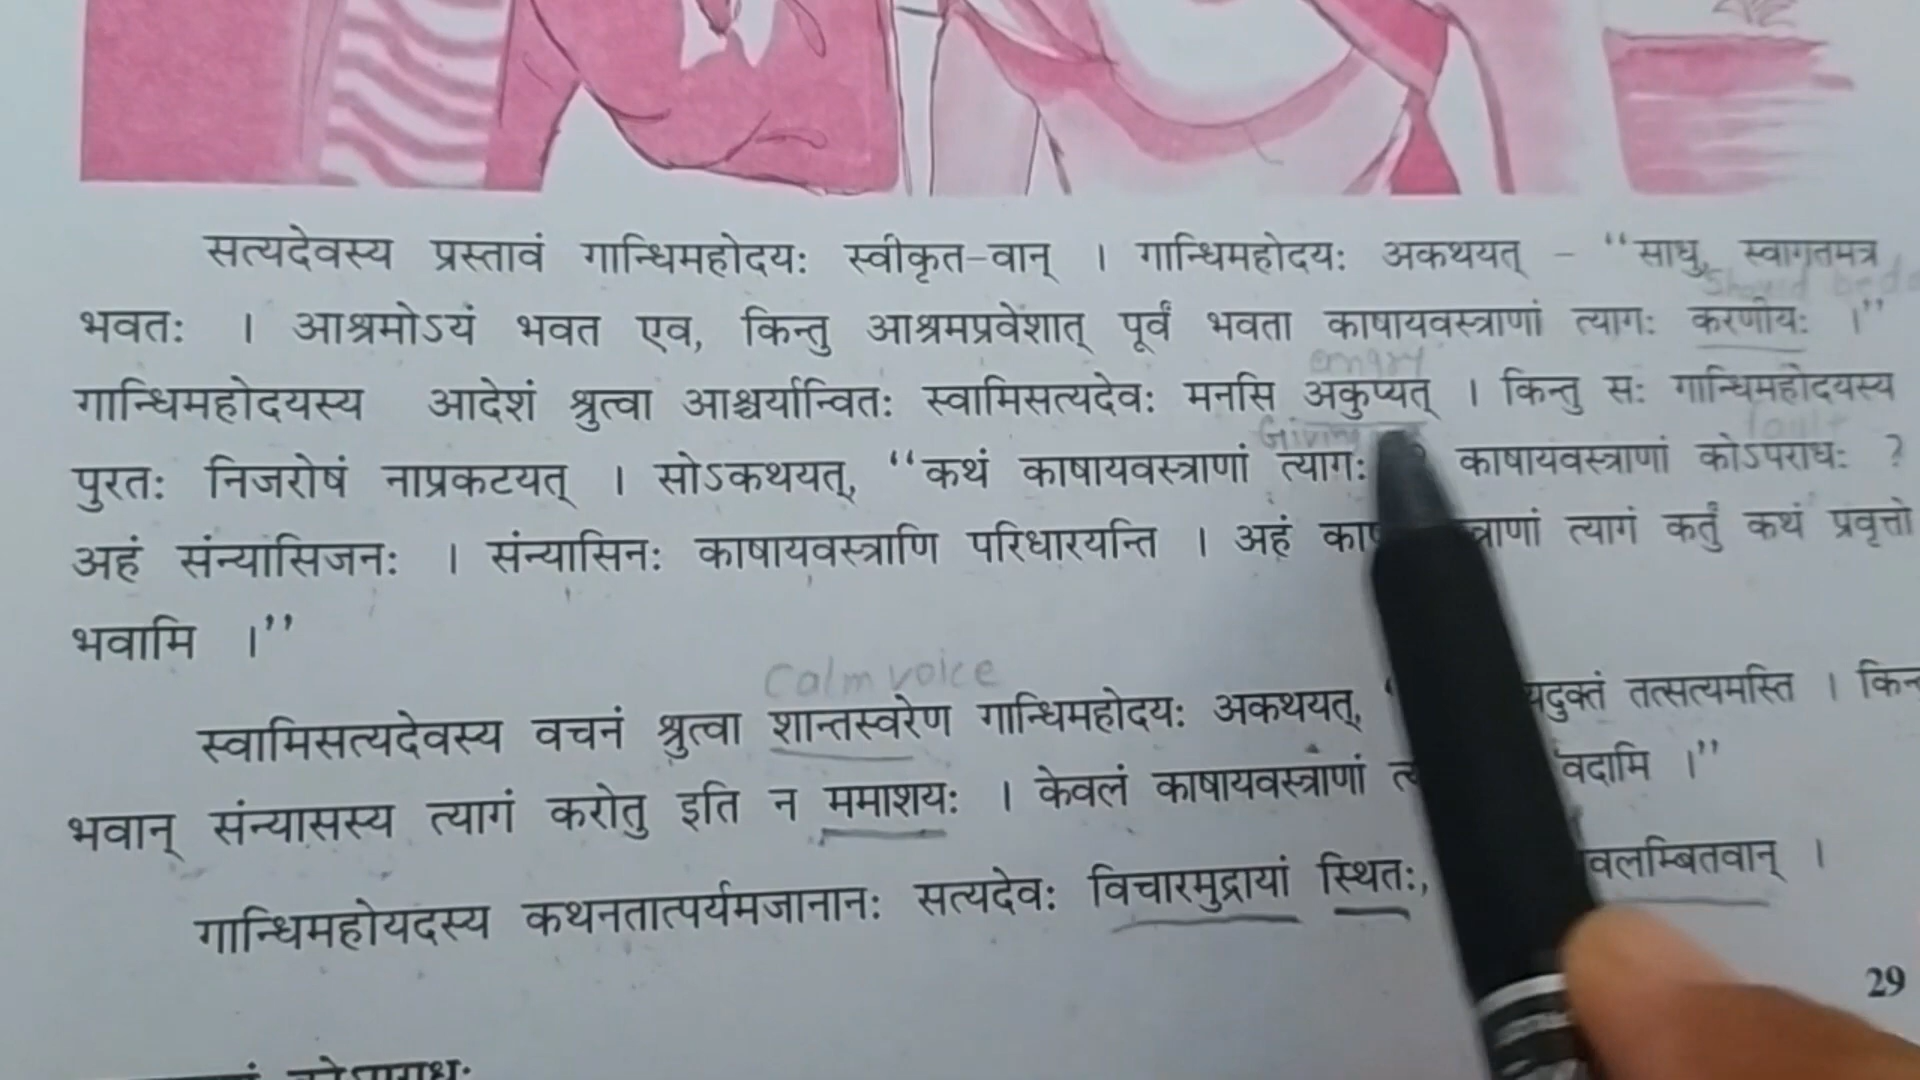 सत्यदेवस्य प्रस्तावं गान्धिमहोदयः स्वीकृत-वान् । गान्धिमहोदयः अकथयत् - “साधु, स्वागतमत्र
भवतः । आश्रमोऽयं भवत एव, किन्तु आश्रमप्रवेशात् पूर्वं भवता काषायवस्त्राणां त्यागः करणीयः ।”
angry
गान्धिमहोदयस्य आदेशं श्रुत्वा आश्चर्यान्वितः स्वामिसत्यदेवः मनसि अकुप्यत् । किन्तु सः गान्धिमहोदयस्य
Giving fault
पुरतः निजरोषं नाप्रकटयत् । सोऽकथयत्, “कथं काषायवस्त्राणां त्यागः काषायवस्त्राणां कोऽपराधः ?
अहं संन्यासिजनः । संन्यासिनः काषायवस्त्राणि परिधारयन्ति । अहं त्यागं कर्तुं कथं प्रवृत्तो
भवामि ।”
Calm voice
स्वामिसत्यदेवस्य वचनं श्रुत्वा शान्तस्वरेण गान्धिमहोदयः अकथयत्, तत्सत्यमस्ति ।
भवान् संन्यासस्य त्यागं करोतु इति न ममाशयः । केवलं काषायवस्त्राणां वदामि ।”
गान्धिमहोयदस्य कथनतात्पर्यमजानानः सत्यदेवः विचारमुद्रायां स्थितः, वलम्बितवान् ।
29